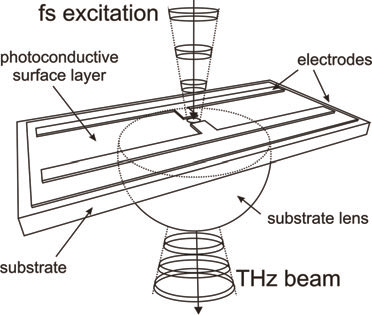 fs excitation
photoconductive
surface layer
electrodes
substrate lens
substrate
THz beam